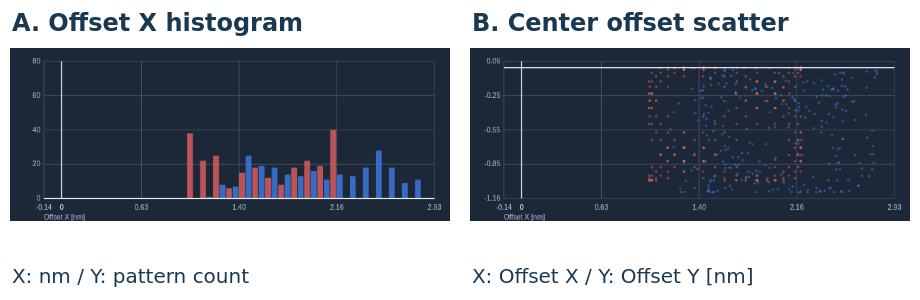 A. Offset X histogram
B. Center offset scatter
80
60
40
20
0
-0.14 0 0.63 1.40 2.16 2.93
Offset X [nm]
0.06
-0.25
-0.55
-0.85
-1.16
-0.14 0 0.63 1.40 2.16 2.93
Offset X [nm]
X: nm / Y: pattern count
X: Offset X / Y: Offset Y [nm]